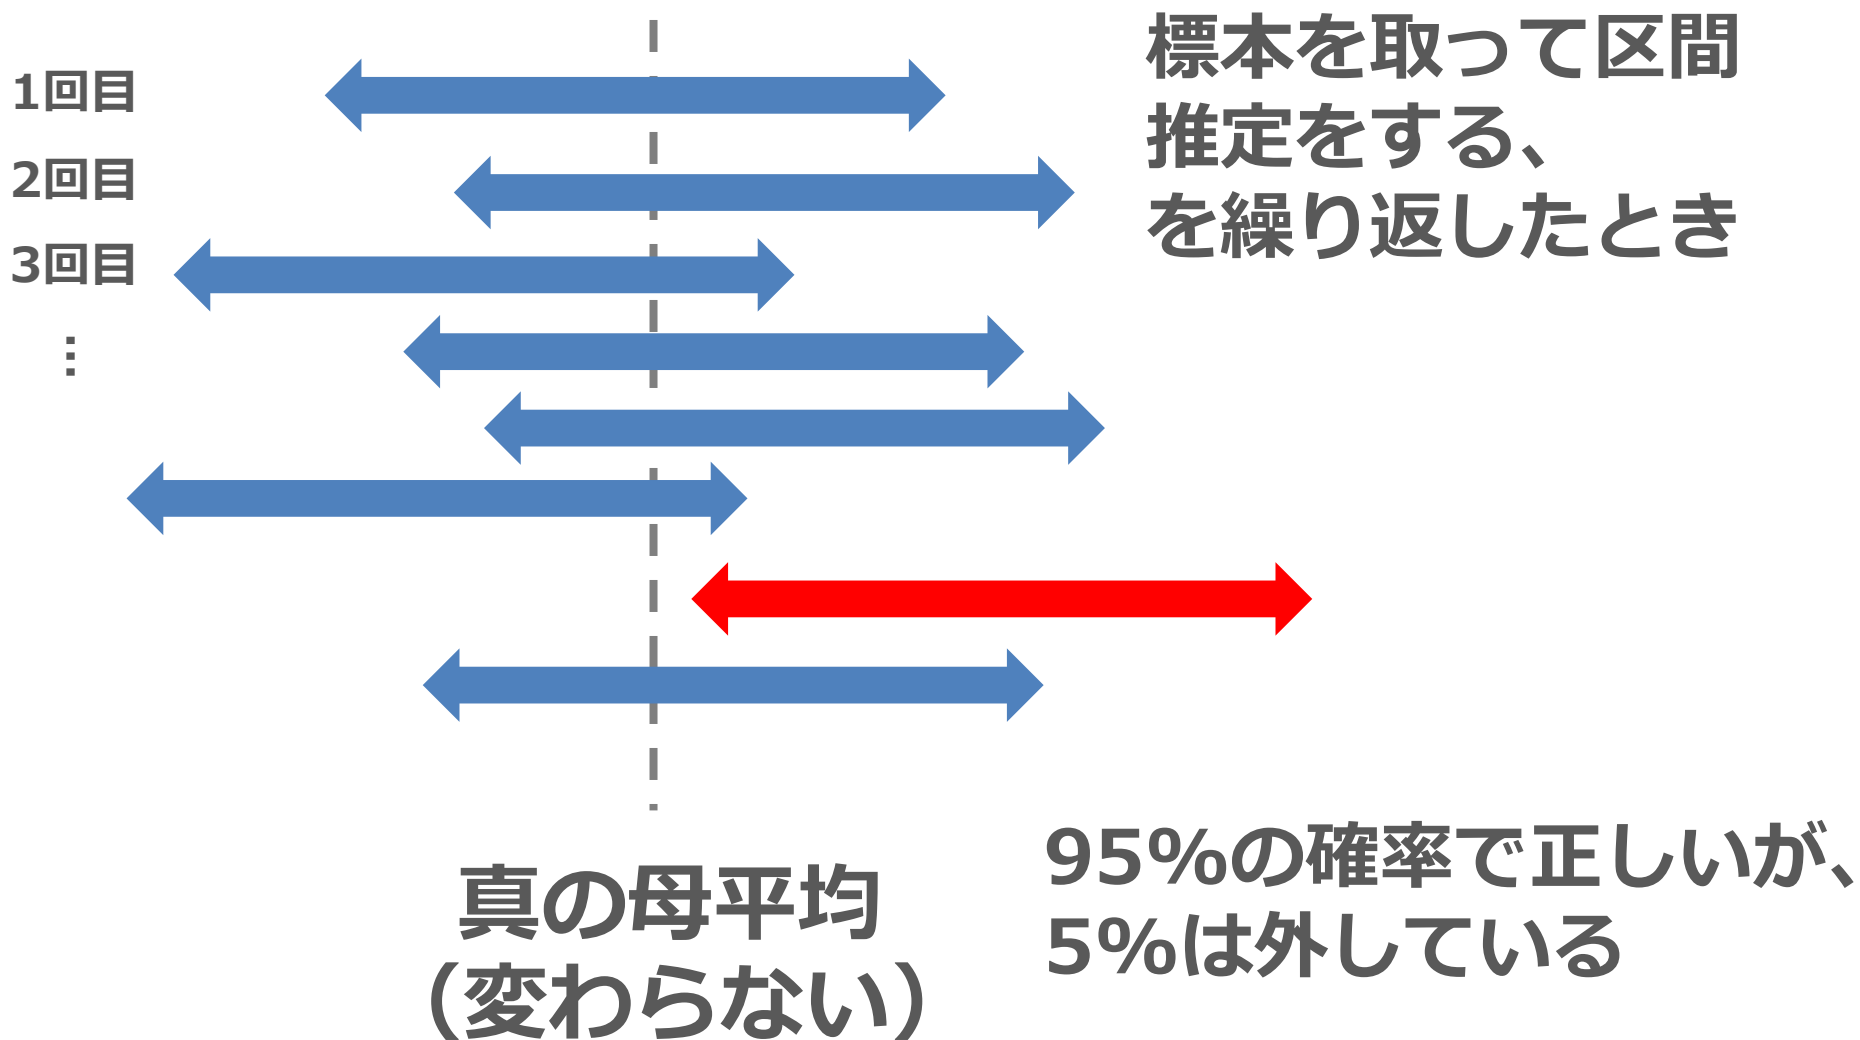 標本を取って区間
推定をする、
を繰り返したとき
1回目
2回目
3回目
…
真の母平均
（変わらない）
95%の確率で正しいが、
5%は外している